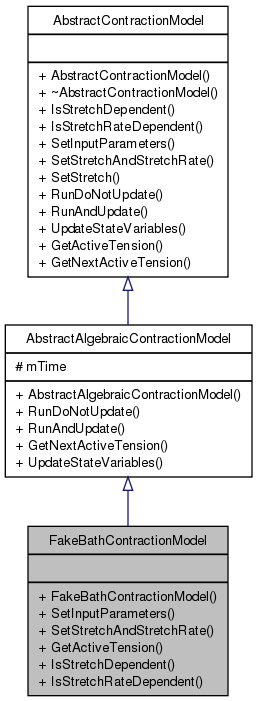 AbstractContractionModel
+ AbstractContractionModel()
+ ~AbstractContractionModel()
+ IsStretchDependent()
+ IsStretchRateDependent()
+ SetInputParameters()
+ SetStretchAndStretchRate()
+ SetStretch()
+ RunDoNotUpdate()
+ RunAndUpdate()
+ UpdateStateVariables()
+ GetActiveTension()
+ GetNextActiveTension()
AbstractAlgebraicContractionModel
# mTime
+ AbstractAlgebraicContractionModel()
+ RunDoNotUpdate()
+ RunAndUpdate()
+ GetNextActiveTension()
+ UpdateStateVariables()
FakeBathContractionModel
+ FakeBathContractionModel()
+ SetInputParameters()
+ SetStretchAndStretchRate()
+ GetActiveTension()
+ IsStretchDependent()
+ IsStretchRateDependent()